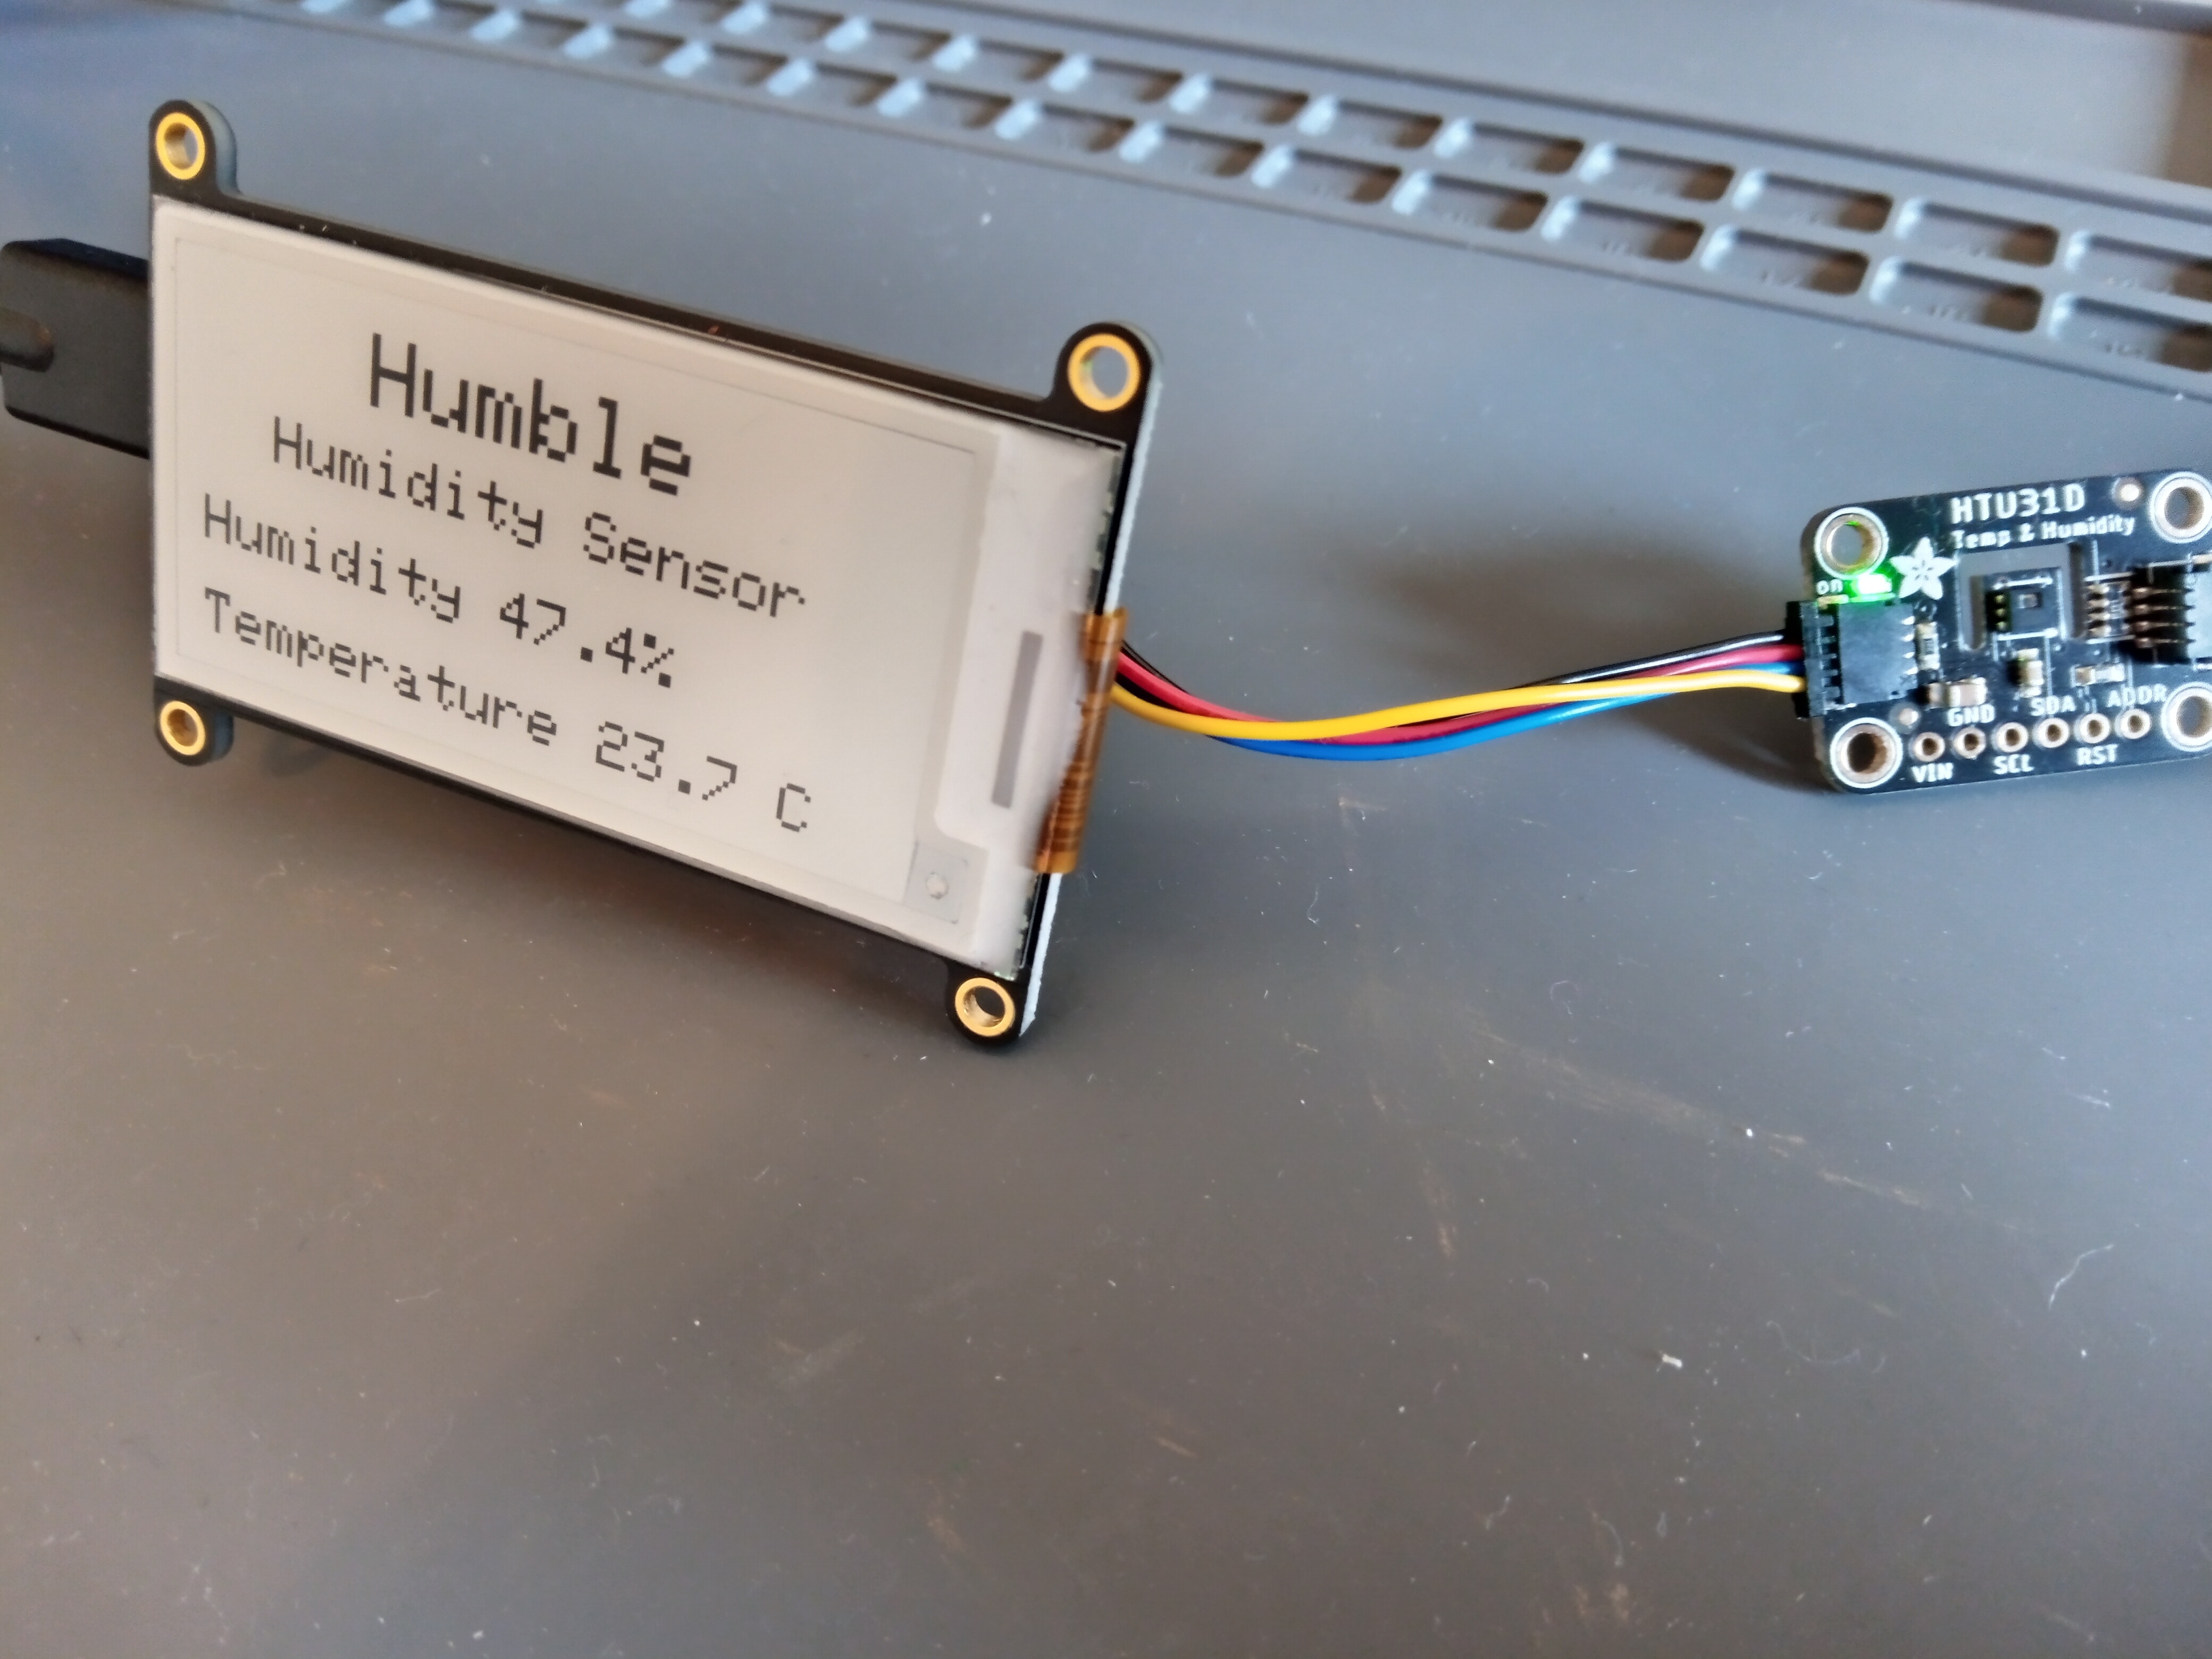 Humble
Humidity Sensor
Humidity 47.4%
Temperature 23.7 C
HTU31D
Temp & Humidity
on
GND SDA ADDR
VIN SCL RST